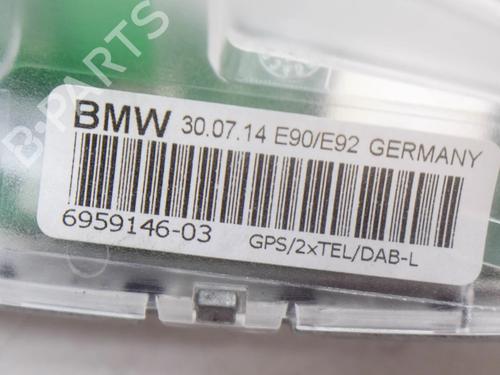 BMW 30.07.14 E90/E92 GERMANY
6959146-03 GPS/2xTEL/DAB-L
B-PARTS